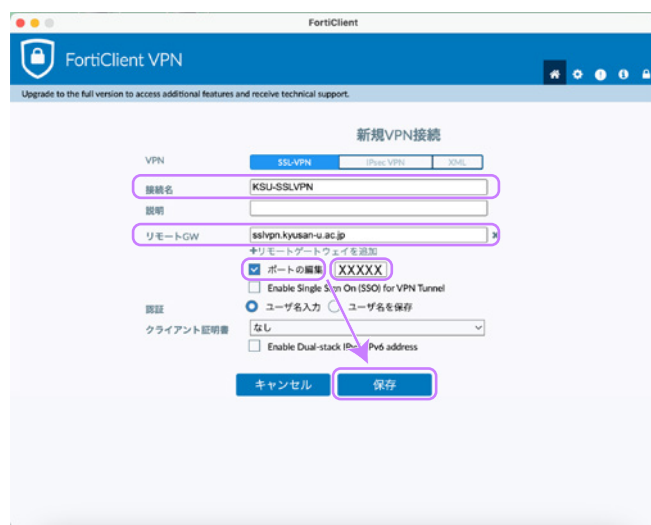 FortiClient
FortiClient VPN
Upgrade to the full version to access additional features and receive technical support.
新規VPN接続
VPN SSL-VPN IPsec VPN XML
接続名 KSU-SSLVPN
説明
リモートGW sslvpn.kyusan-u.ac.jp ×
+リモートゲートウェイを追加
ポートの編集 XXXXX
Enable Single Sign On (SSO) for VPN Tunnel
認証 ユーザ名入力 ユーザ名を保存
クライアント証明書 なし
Enable Dual-stack IPv4/IPv6 address
キャンセル 保存